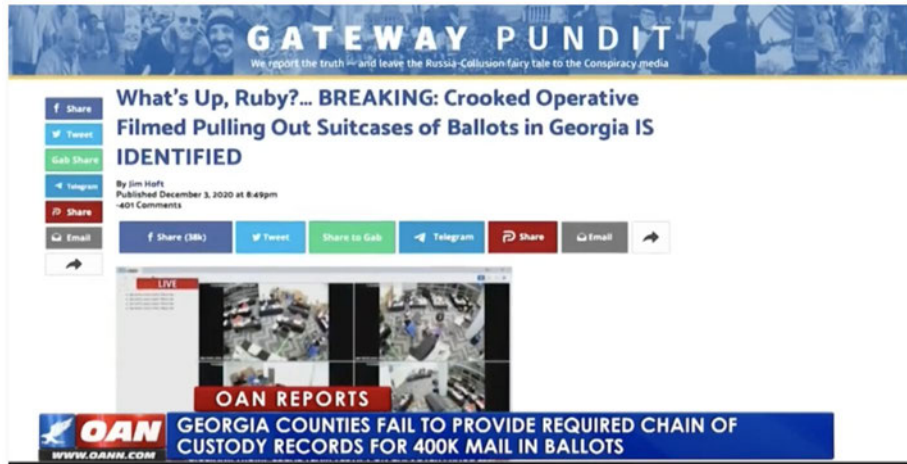 GATEWAY PUNDIT
We report the truth — and leave the Russia-Collusion fairy tale to the Conspiracy media
What's Up, Ruby?... BREAKING: Crooked Operative
Filmed Pulling Out Suitcases of Ballots in Georgia IS
IDENTIFIED
By Jim Hoft
Published December 3, 2020 at 8:49pm
-401 Comments
Share
Tweet
Gab Share
Telegram
Share
Email
Share (38k)
Tweet
Share to Gab
Telegram
Share
Email
LIVE
OAN REPORTS
OAN
WWW.OANN.COM
GEORGIA COUNTIES FAIL TO PROVIDE REQUIRED CHAIN OF
CUSTODY RECORDS FOR 400K MAIL IN BALLOTS